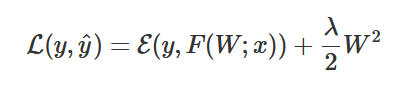 ℒ(y, ŷ) = ℰ(y, F(W; x)) + λ/2 W²